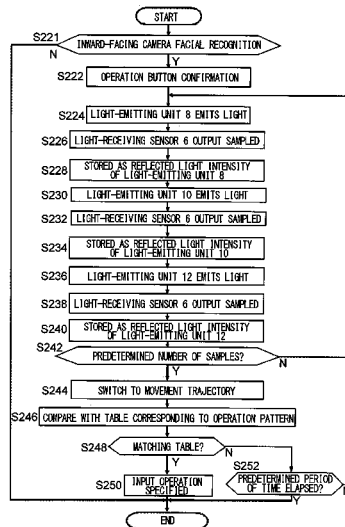 START
S221
INWARD-FACING CAMERA FACIAL RECOGNITION
N
Y
S222
OPERATION BUTTON CONFIRMATION
S224
LIGHT-EMITTING UNIT 8 EMITS LIGHT
S226
LIGHT-RECEIVING SENSOR 6 OUTPUT SAMPLED
S228
STORED AS REFLECTED LIGHT INTENSITY
OF LIGHT-EMITTING UNIT 8
S230
LIGHT-EMITTING UNIT 10 EMITS LIGHT
S232
LIGHT-RECEIVING SENSOR 6 OUTPUT SAMPLED
S234
STORED AS REFLECTED LIGHT INTENSITY
OF LIGHT-EMITTING UNIT 10
S236
LIGHT-EMITTING UNIT 12 EMITS LIGHT
S238
LIGHT-RECEIVING SENSOR 6 OUTPUT SAMPLED
S240
STORED AS REFLECTED LIGHT INTENSITY
OF LIGHT-EMITTING UNIT 12
S242
PREDETERMINED NUMBER OF SAMPLES?
N
Y
S244
SWITCH TO MOVEMENT TRAJECTORY
S246
COMPARE WITH TABLE CORRESPONDING TO OPERATION PATTERN
S248
MATCHING TABLE?
N
Y
S252
PREDETERMINED PERIOD
OF TIME ELAPSED?
N
Y
S250
INPUT OPERATION
SPECIFIED
END